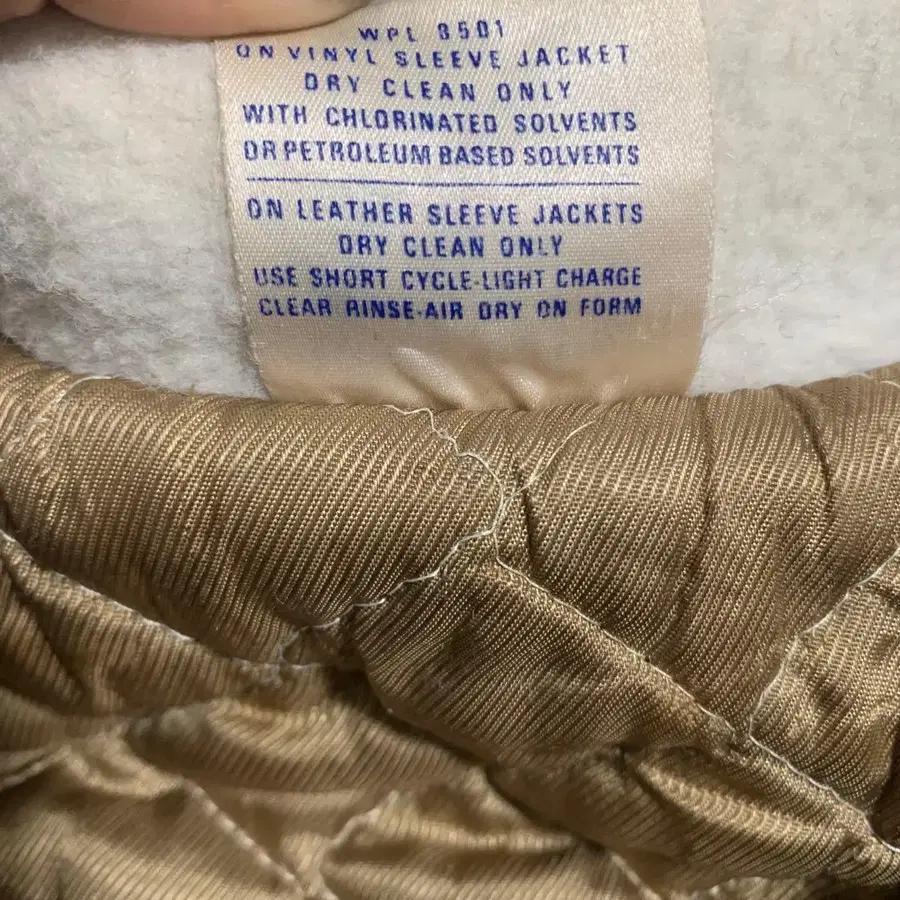 WPL 8501
ON VINYL SLEEVE JACKET
DRY CLEAN ONLY
WITH CHLORINATED SOLVENTS
OR PETROLEUM BASED SOLVENTS
ON LEATHER SLEEVE JACKETS
DRY CLEAN ONLY
USE SHORT CYCLE-LIGHT CHARGE
CLEAR RINSE-AIR DRY ON FORM